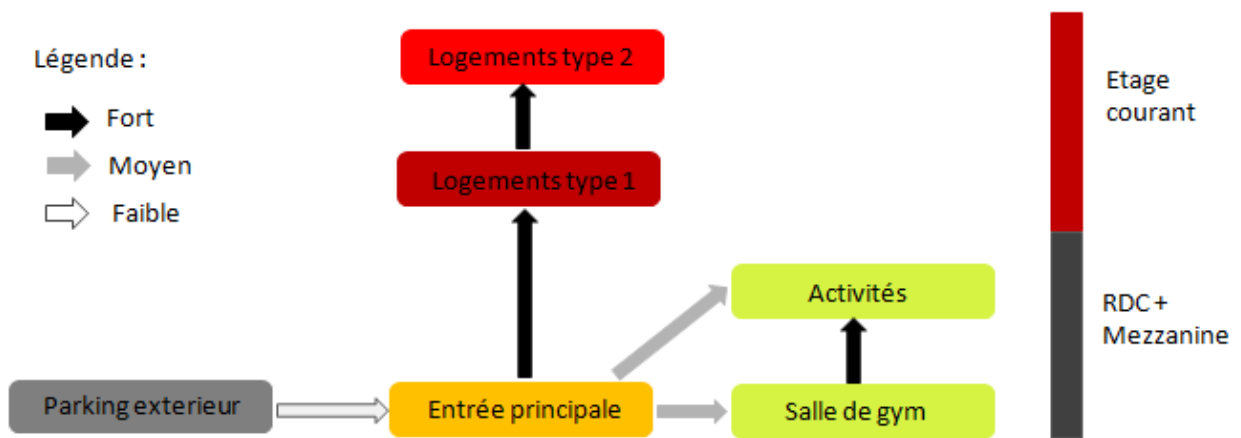 Légende :
Fort
Moyen
Faible
Logements type 2
Logements type 1
Activités
Parking exterieur
Entrée principale
Salle de gym
Etage
courant
RDC +
Mezzanine